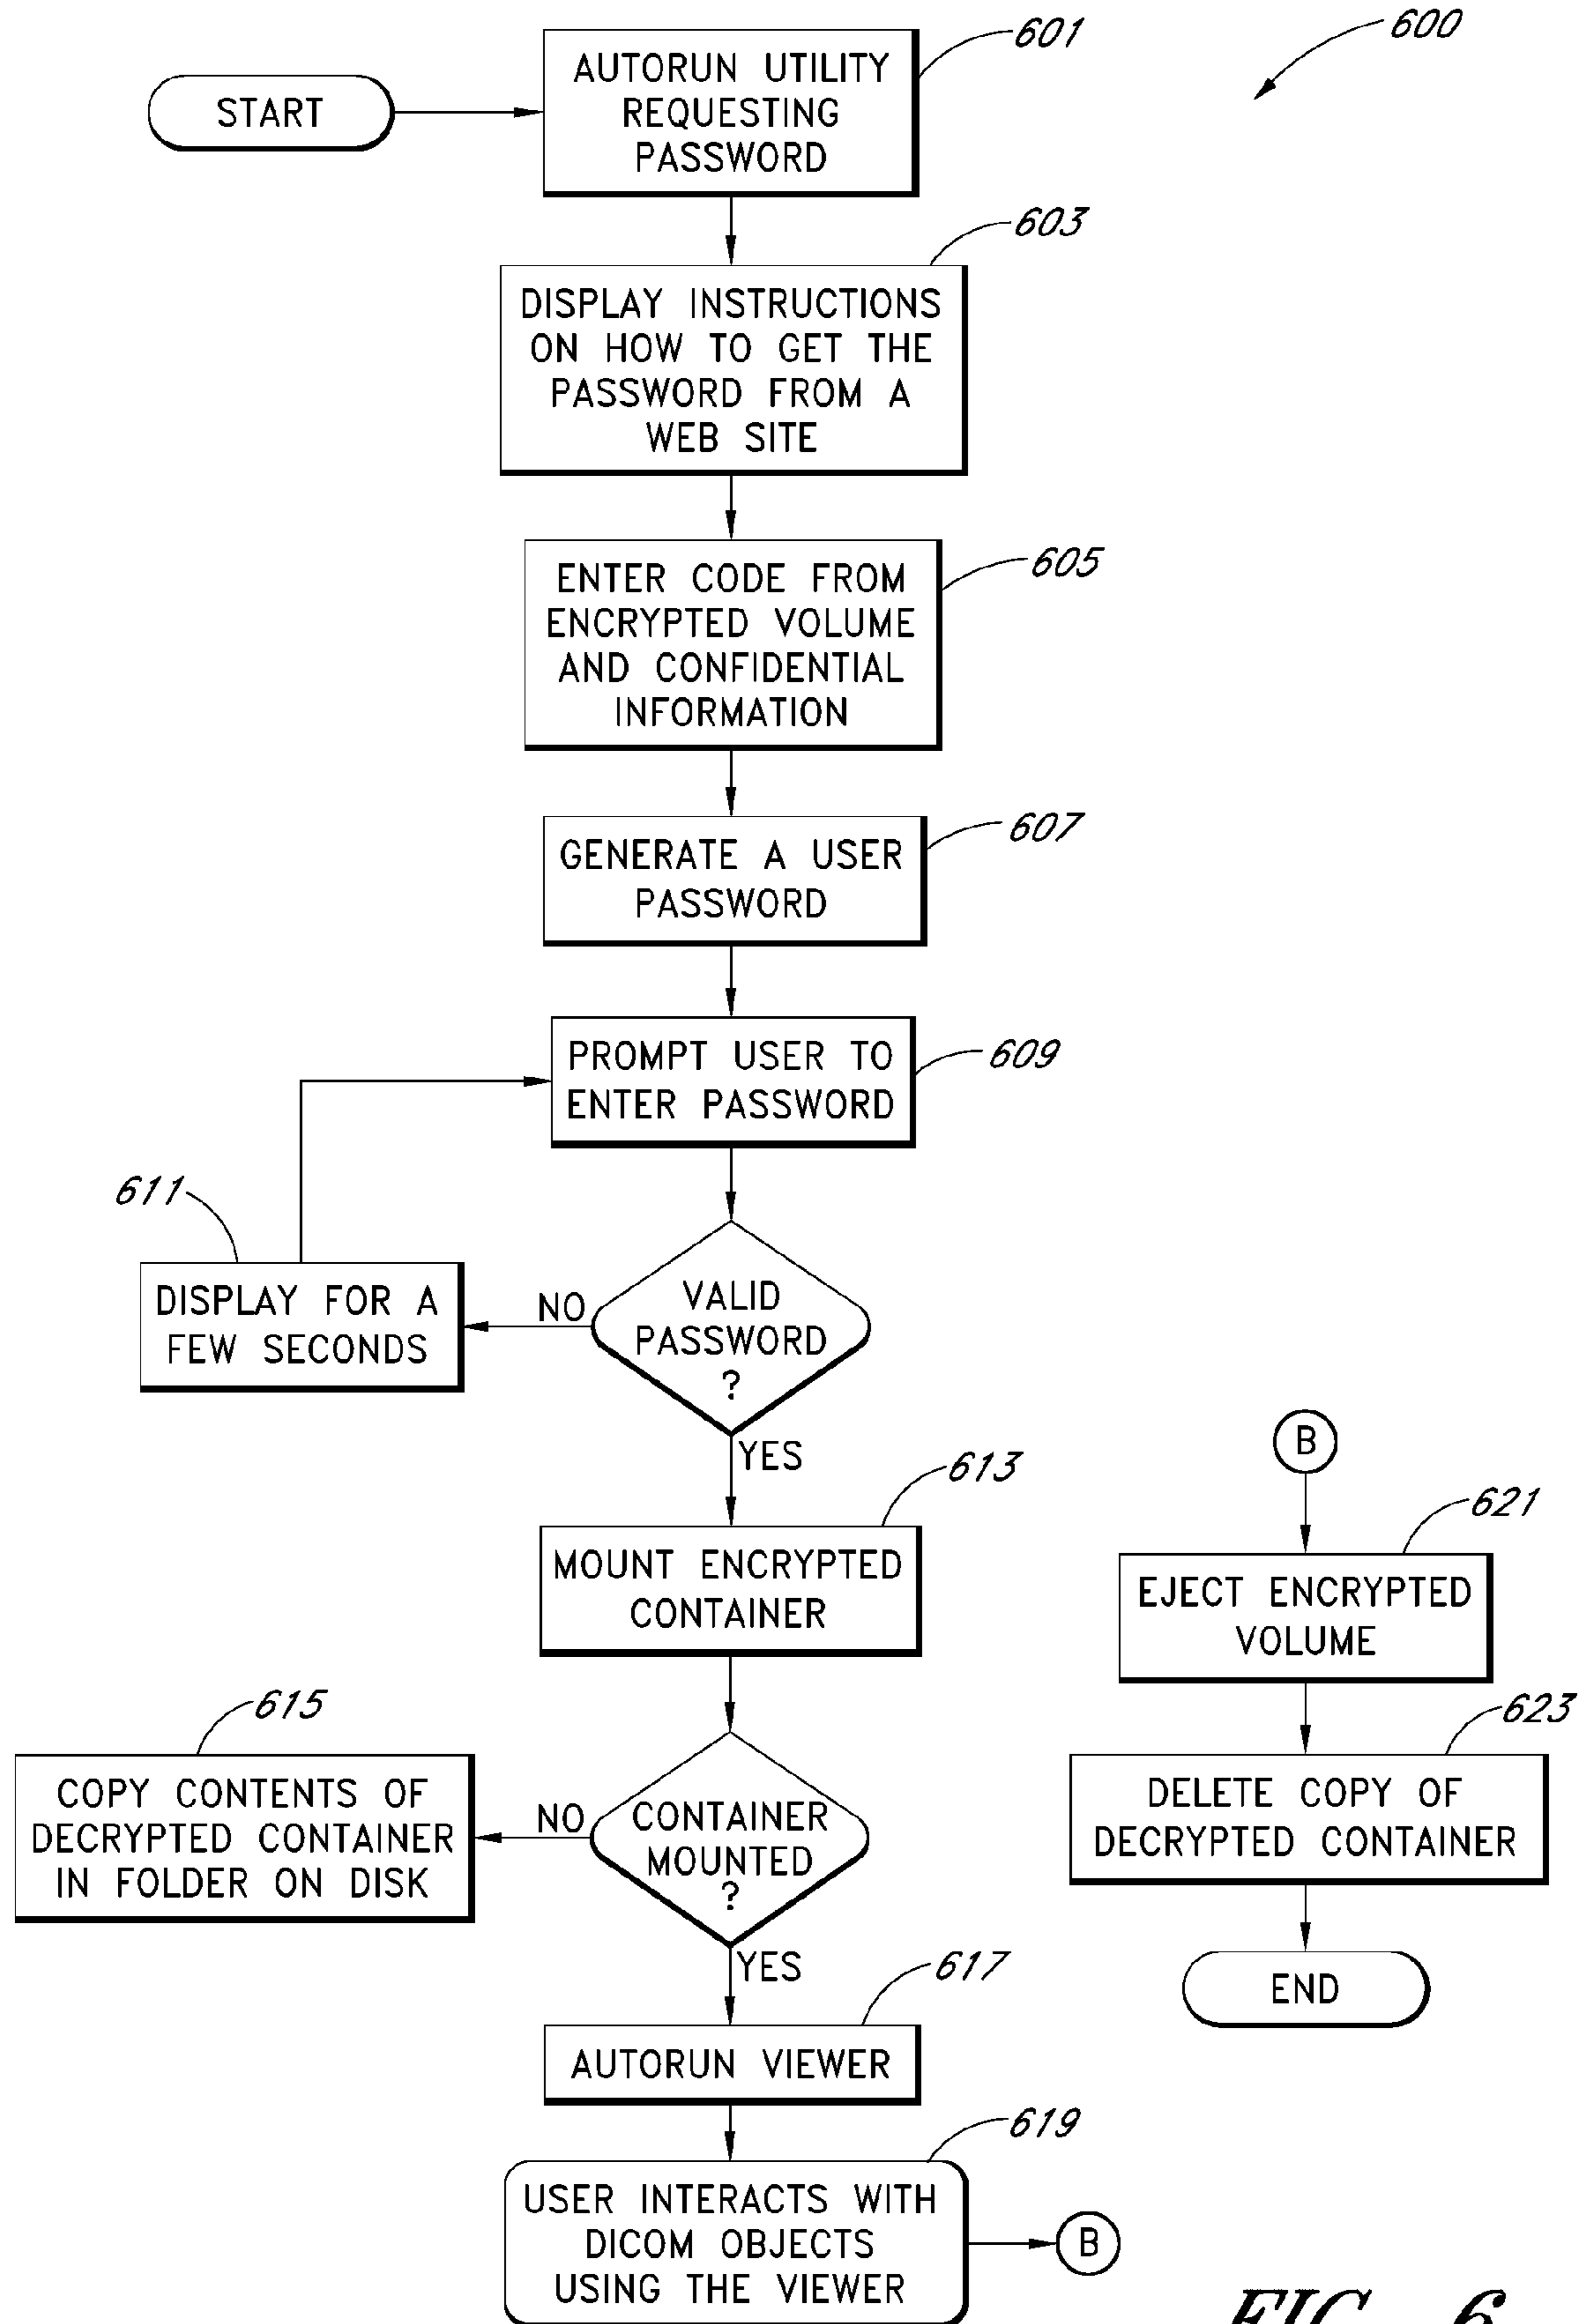 600
START
601
AUTORUN UTILITY
REQUESTING
PASSWORD
603
DISPLAY INSTRUCTIONS
ON HOW TO GET THE
PASSWORD FROM A
WEB SITE
605
ENTER CODE FROM
ENCRYPTED VOLUME
AND CONFIDENTIAL
INFORMATION
607
GENERATE A USER
PASSWORD
609
PROMPT USER TO
ENTER PASSWORD
611
DISPLAY FOR A
FEW SECONDS
NO
VALID
PASSWORD
?
YES
613
MOUNT ENCRYPTED
CONTAINER
615
COPY CONTENTS OF
DECRYPTED CONTAINER
IN FOLDER ON DISK
NO
CONTAINER
MOUNTED
?
YES
617
AUTORUN VIEWER
619
USER INTERACTS WITH
DICOM OBJECTS
USING THE VIEWER
B
B
621
EJECT ENCRYPTED
VOLUME
623
DELETE COPY OF
DECRYPTED CONTAINER
END
FIG. 6